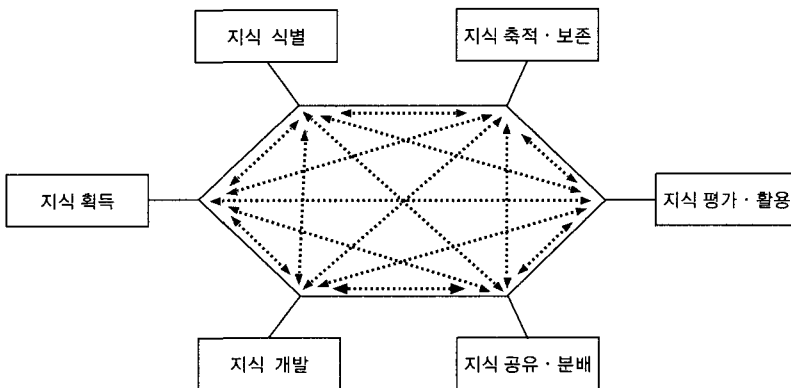 지식 식별
지식 축적 · 보존
지식 획득
지식 평가 · 활용
지식 개발
지식 공유 · 분배